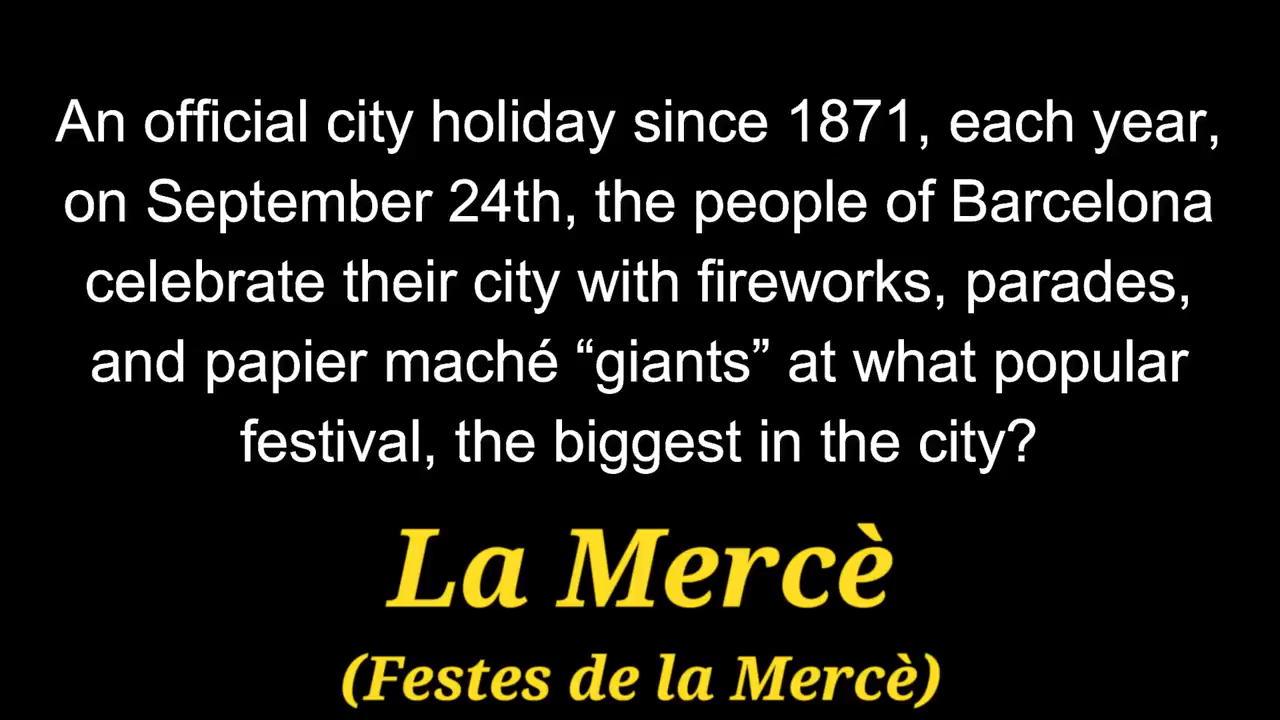 An official city holiday since 1871, each year,
on September 24th, the people of Barcelona
celebrate their city with fireworks, parades,
and papier maché “giants” at what popular
festival, the biggest in the city?
La Mercè
(Festes de la Mercè)